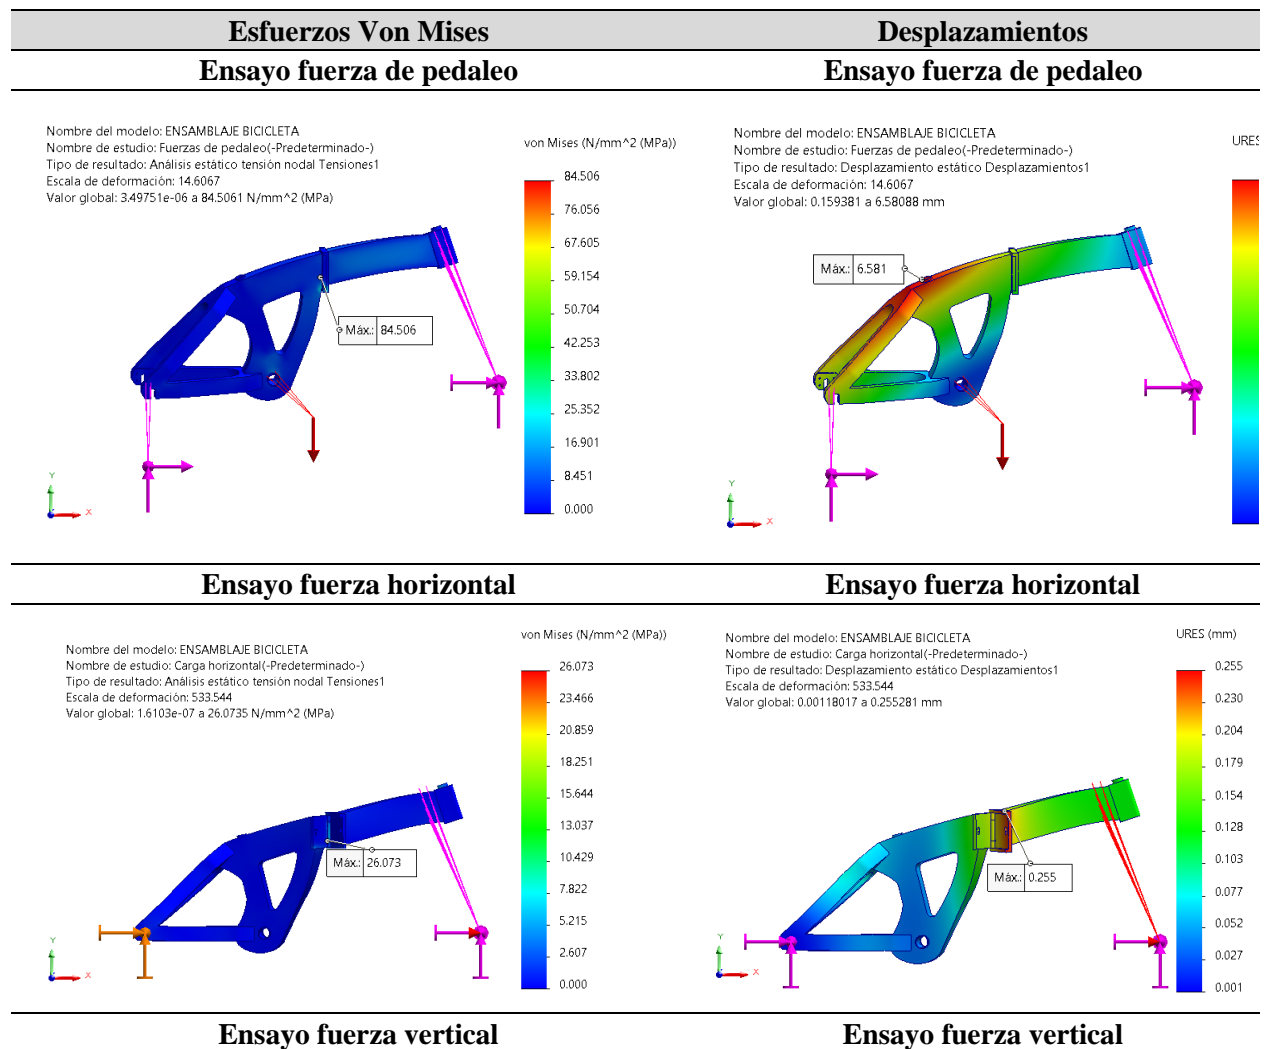 Esfuerzos Von Mises
Desplazamientos
Ensayo fuerza de pedaleo
Ensayo fuerza de pedaleo
Nombre del modelo: ENSAMBLAJE BICICLETA
Nombre de estudio: Fuerzas de pedaleo(-Predeterminado-)
Tipo de resultado: Análisis estático tensión nodal Tensiones1
Escala de deformación: 14.6067
Valor global: 3.49751e-06 a 84.5061 N/mm^2 (MPa)
von Mises (N/mm^2 (MPa))
84.506
76.056
67.605
59.154
50.704
42.253
33.802
25.352
16.901
8.451
0.000
Máx.: 84.506
Y
X
Nombre del modelo: ENSAMBLAJE BICICLETA
Nombre de estudio: Fuerzas de pedaleo(-Predeterminado-)
Tipo de resultado: Desplazamiento estático Desplazamientos1
Escala de deformación: 14.6067
Valor global: 0.159381 a 6.58088 mm
URES
Máx.: 6.581
Y
X
Ensayo fuerza horizontal
Ensayo fuerza horizontal
Nombre del modelo: ENSAMBLAJE BICICLETA
Nombre de estudio: Carga horizontal(-Predeterminado-)
Tipo de resultado: Análisis estático tensión nodal Tensiones1
Escala de deformación: 533.544
Valor global: 1.6103e-07 a 26.0735 N/mm^2 (MPa)
von Mises (N/mm^2 (MPa))
26.073
23.466
20.859
18.251
15.644
13.037
10.429
7.822
5.215
2.607
0.000
Máx.: 26.073
Y
X
Nombre del modelo: ENSAMBLAJE BICICLETA
Nombre de estudio: Carga horizontal(-Predeterminado-)
Tipo de resultado: Desplazamiento estático Desplazamientos1
Escala de deformación: 533.544
Valor global: 0.00118017 a 0.255281 mm
URES (mm)
0.255
0.230
0.204
0.179
0.154
0.128
0.103
0.077
0.052
0.027
0.001
Máx.: 0.255
Y
X
Ensayo fuerza vertical
Ensayo fuerza vertical